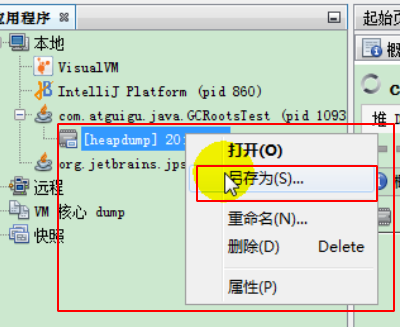 应用程序 × 起始页
本地
VisualVM
IntelliJ Platform (pid 860)
com.atguigu.java.GCRootsTest (pid 1093
[heapdump] 20
org.jetbrains.jps
远程
VM 核心 dump
快照
打开(O)
另存为(S)...
重命名(N)...
删除(D) Delete
属性(P)
堆 D